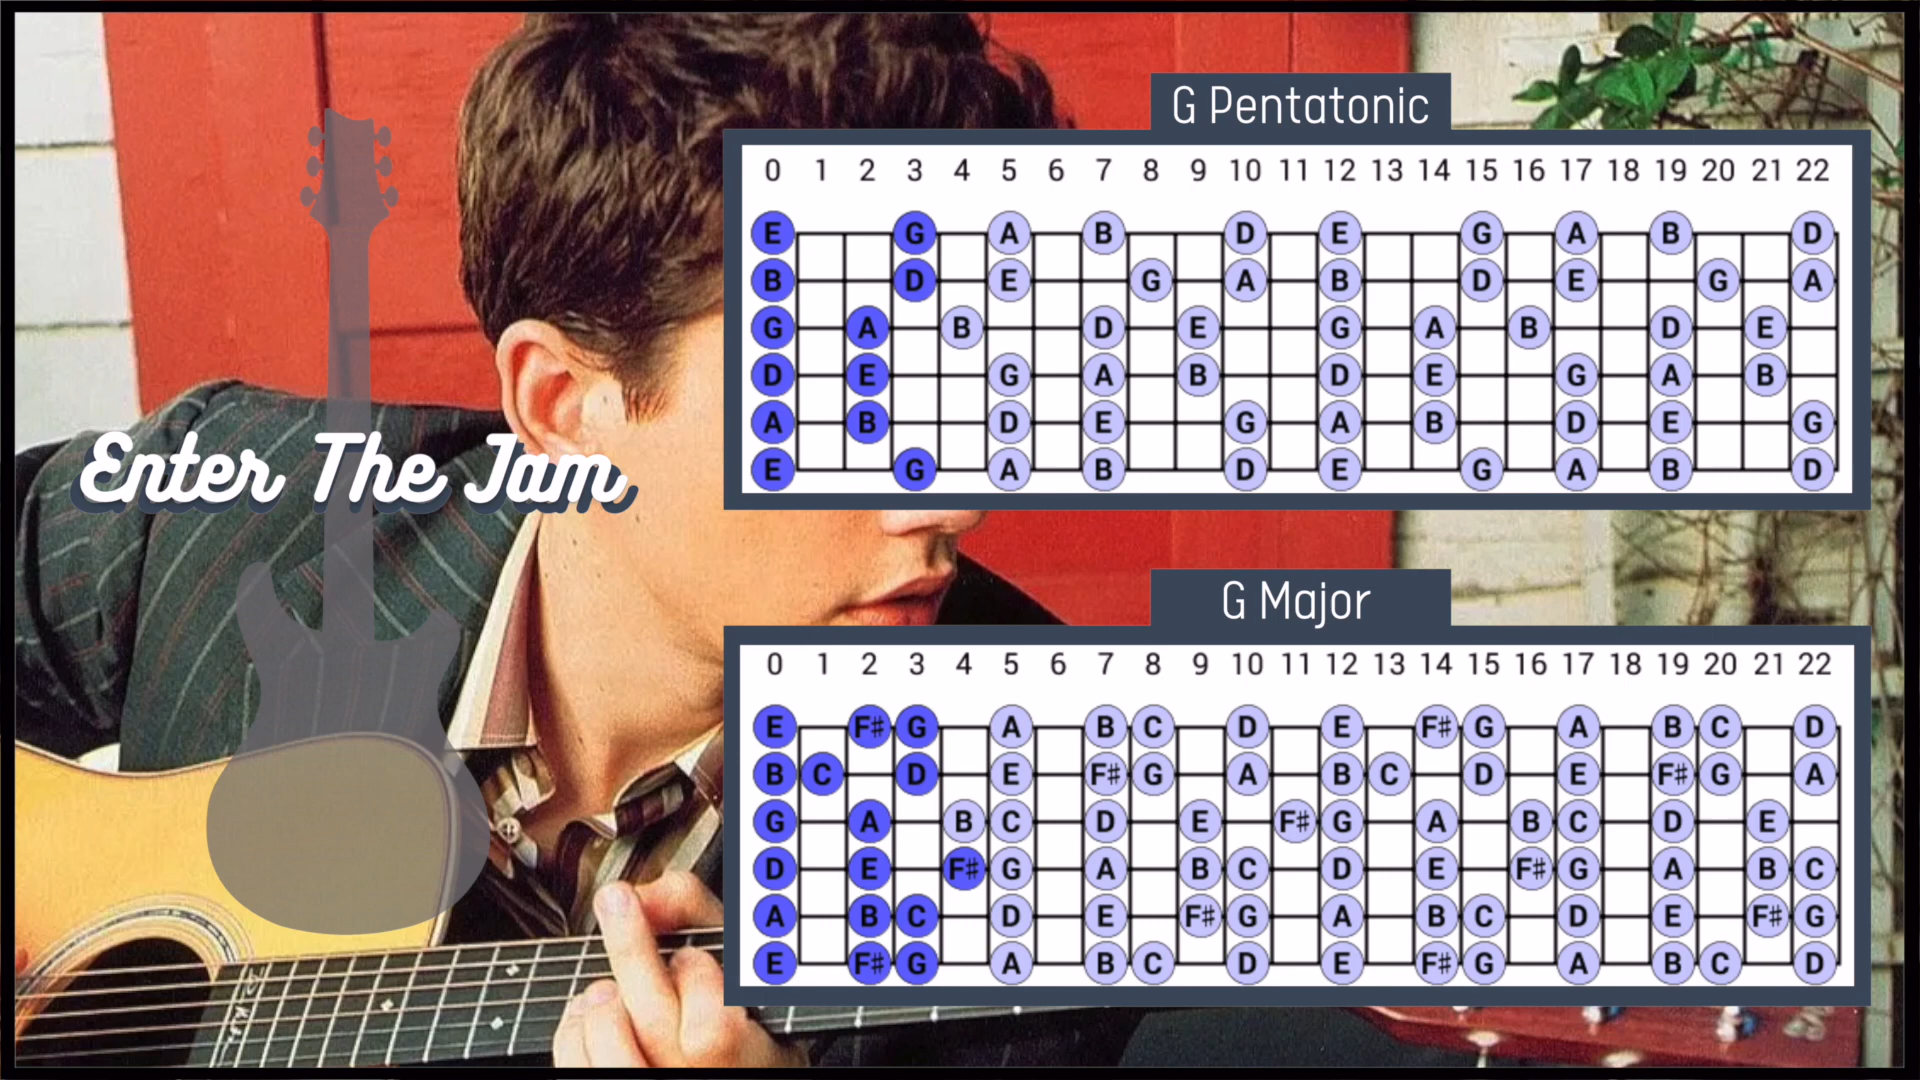 G Pentatonic
0 1 2 3 4 5 6 7 8 9 10 11 12 13 14 15 16 17 18 19 20 21 22
E G A B D E G A B D
B D E G A B D E G A
G A B D E G A B D E
D E G A B D E G A B
A B D E G A B D E G
E G A B D E G A B D
Enter The Jam
G Major
0 1 2 3 4 5 6 7 8 9 10 11 12 13 14 15 16 17 18 19 20 21 22
E F♯ G A B C D E F♯ G A B C D
B C D E F♯ G A B C D E F♯ G A
G A B C D E F♯ G A B C D E
D E F♯ G A B C D E F♯ G A B C
A B C D E F♯ G A B C D E F♯ G
E F♯ G A B C D E F♯ G A B C D